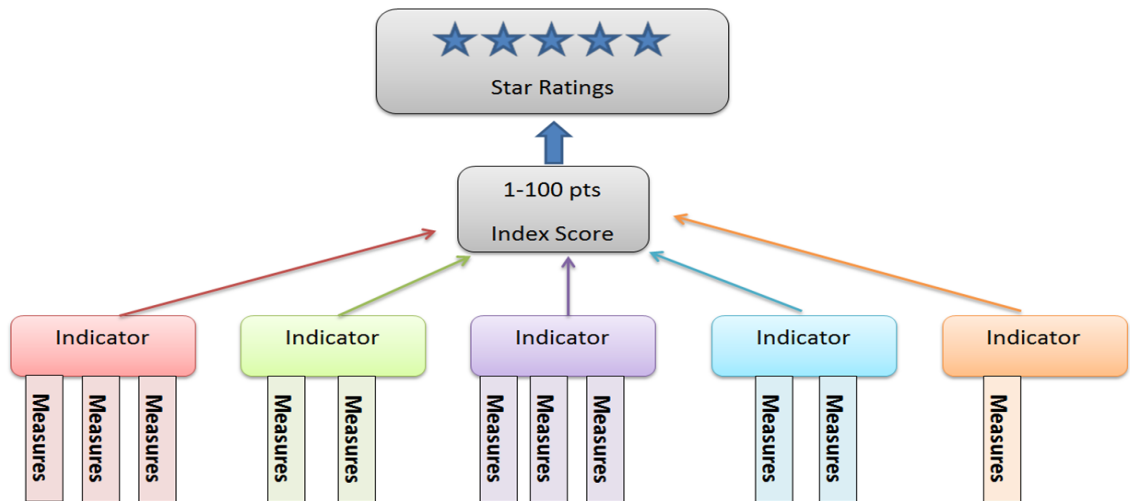 Star Ratings
1-100 pts
Index Score
Indicator
Indicator
Indicator
Indicator
Indicator
Measures
Measures
Measures
Measures
Measures
Measures
Measures
Measures
Measures
Measures
Measures